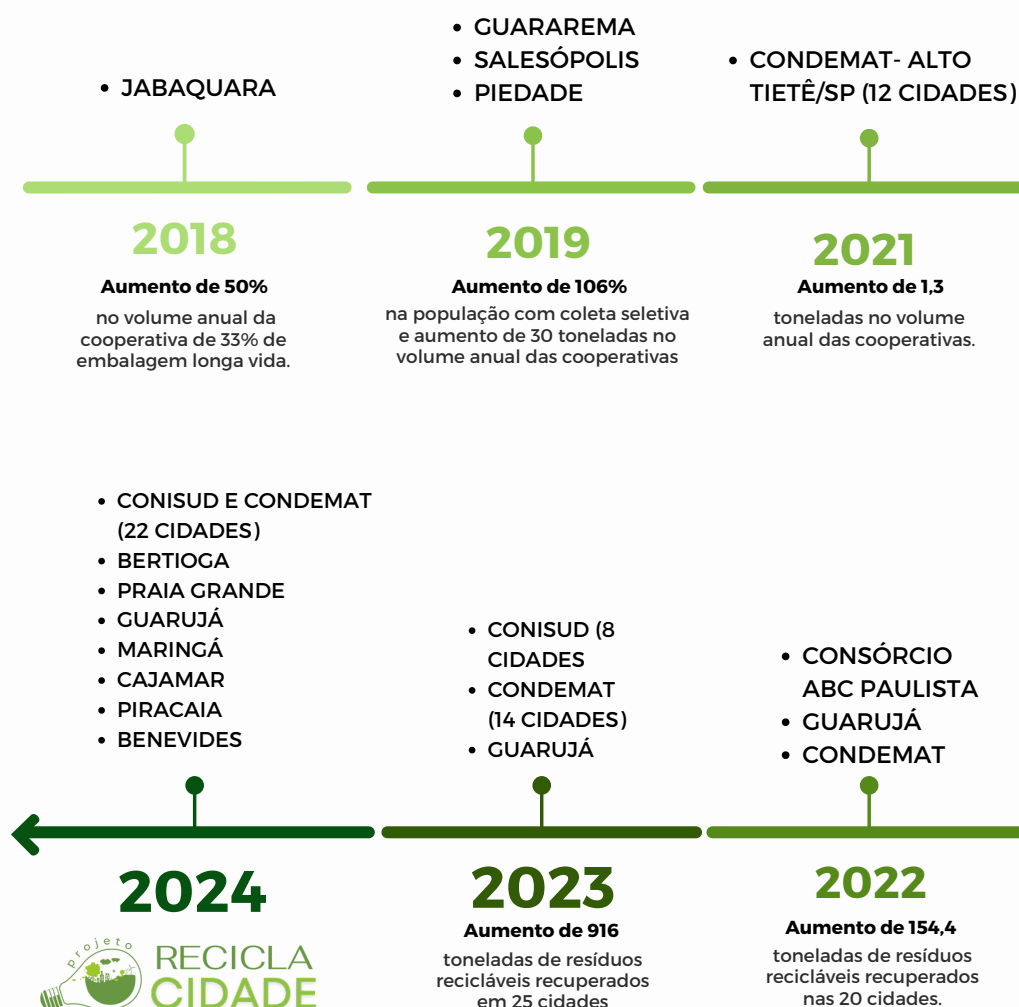 • JABAQUARA
2018
Aumento de 50%
no volume anual da
cooperativa de 33% de
embalagem longa vida.
• GUARAREMA
• SALESÓPOLIS
• PIEDADE
2019
Aumento de 106%
na população com coleta seletiva
e aumento de 30 toneladas no
volume anual das cooperativas
• CONDEMAT- ALTO
TIETÊ/SP (12 CIDADES)
2021
Aumento de 1,3
toneladas no volume
anual das cooperativas.
• CONSÓRCIO
ABC PAULISTA
• GUARUJÁ
• CONDEMAT
2022
Aumento de 154,4
toneladas de resíduos
recicláveis recuperados
nas 20 cidades.
• CONISUD (8
CIDADES
• CONDEMAT
(14 CIDADES)
• GUARUJÁ
2023
Aumento de 916
toneladas de resíduos
recicláveis recuperados
em 25 cidades
• CONISUD E CONDEMAT
(22 CIDADES)
• BERTIOGA
• PRAIA GRANDE
• GUARUJÁ
• MARINGÁ
• CAJAMAR
• PIRACAIA
• BENEVIDES
2024
projeto
RECICLA
CIDADE